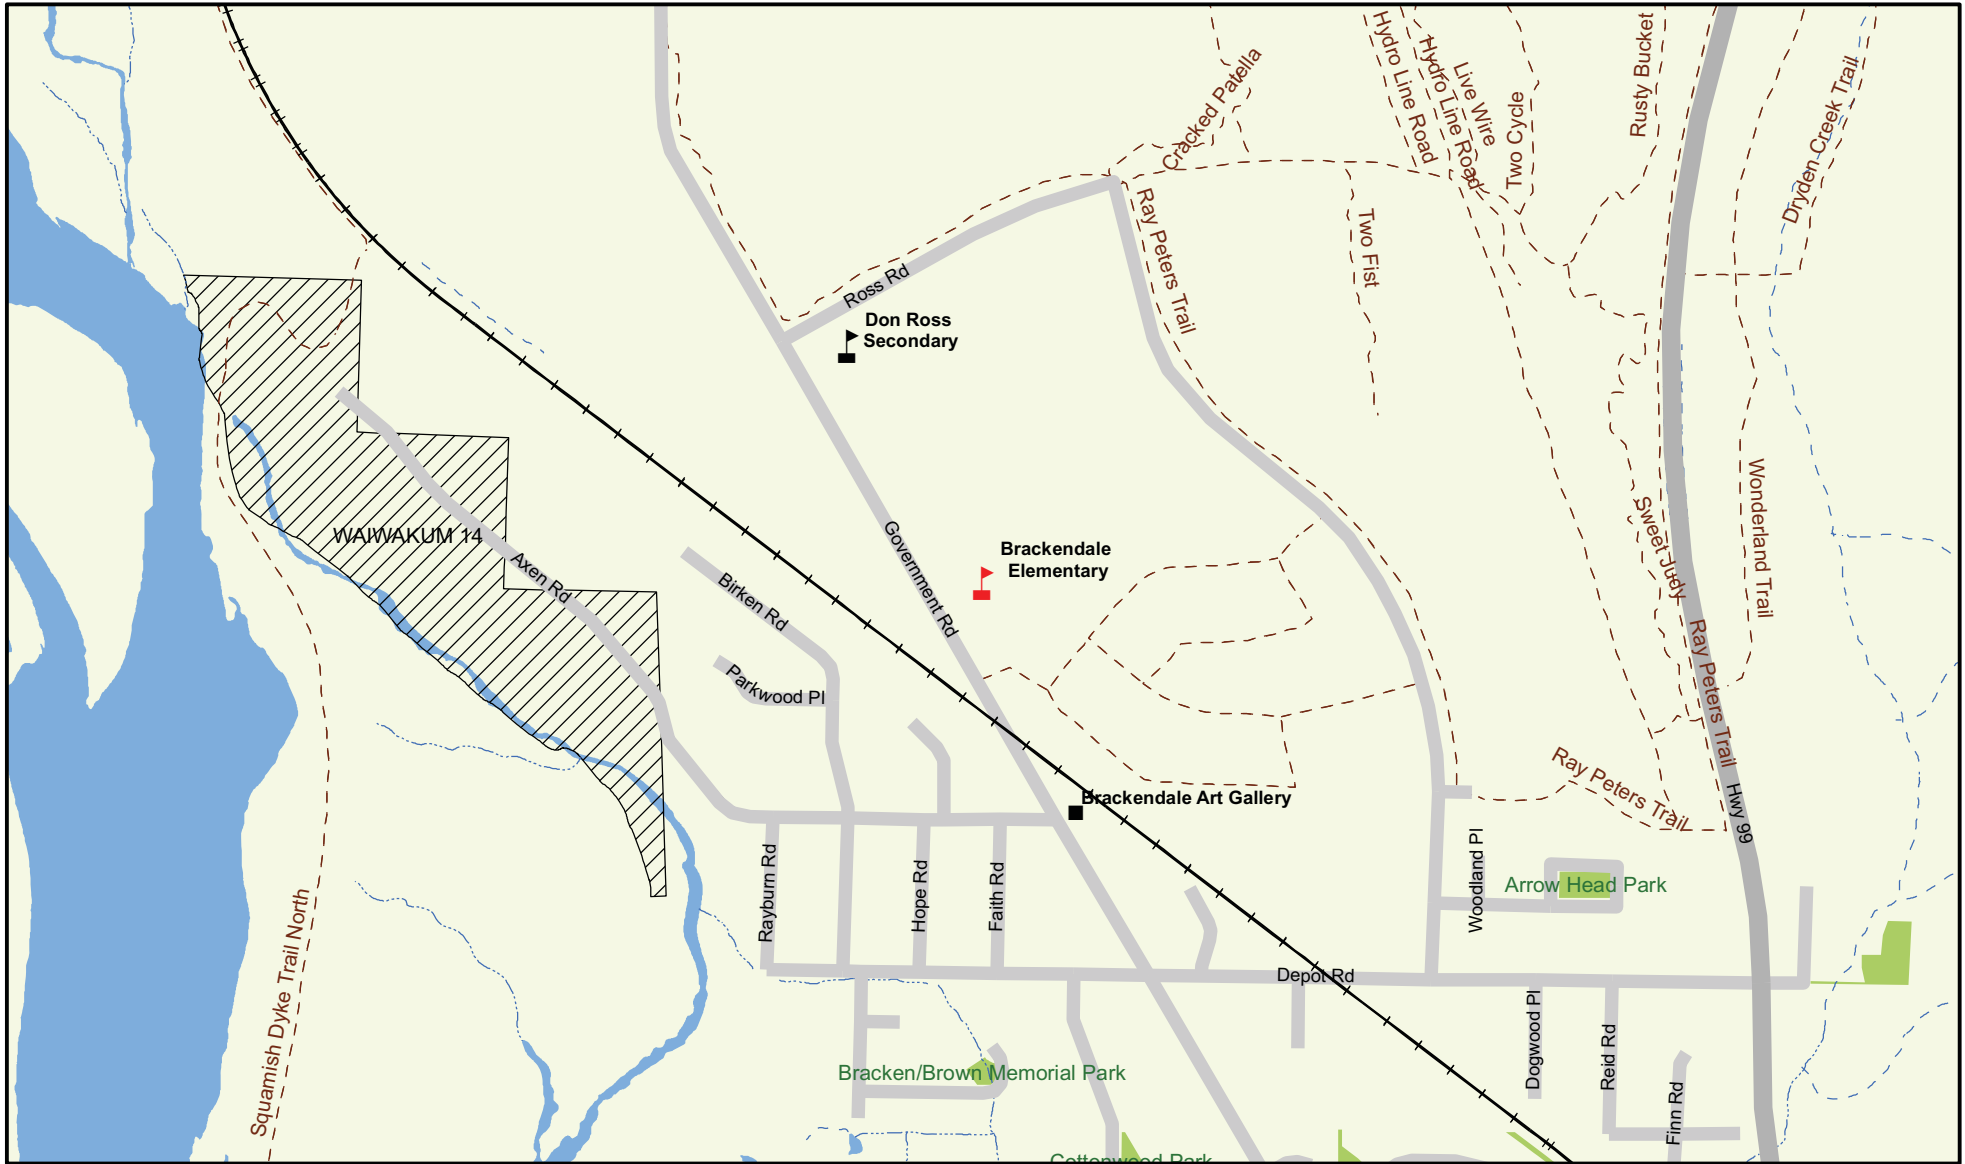 Hydro Line Road
Hydro Line Road
Live Wire
Two Cycle
Rusty Bucket
Dryden Creek Trail
Cracked Patella
Ray Peters Trail
Two Fist
Ross Rd
Don Ross
Secondary
WAIWAKUM 14
Axen Rd
Birken Rd
Parkwood Pl
Government Rd
Brackendale
Elementary
Sweet Judy
Wonderland Trail
Ray Peters Trail
Ray Peters Trail
Hwy 99
Brackendale Art Gallery
Rayburn Rd
Hope Rd
Faith Rd
Woodland Pl
Arrow Head Park
Depot Rd
Squamish Dyke Trail North
Bracken/Brown Memorial Park
Dogwood Pl
Reid Rd
Finn Rd
Cottonwood Park